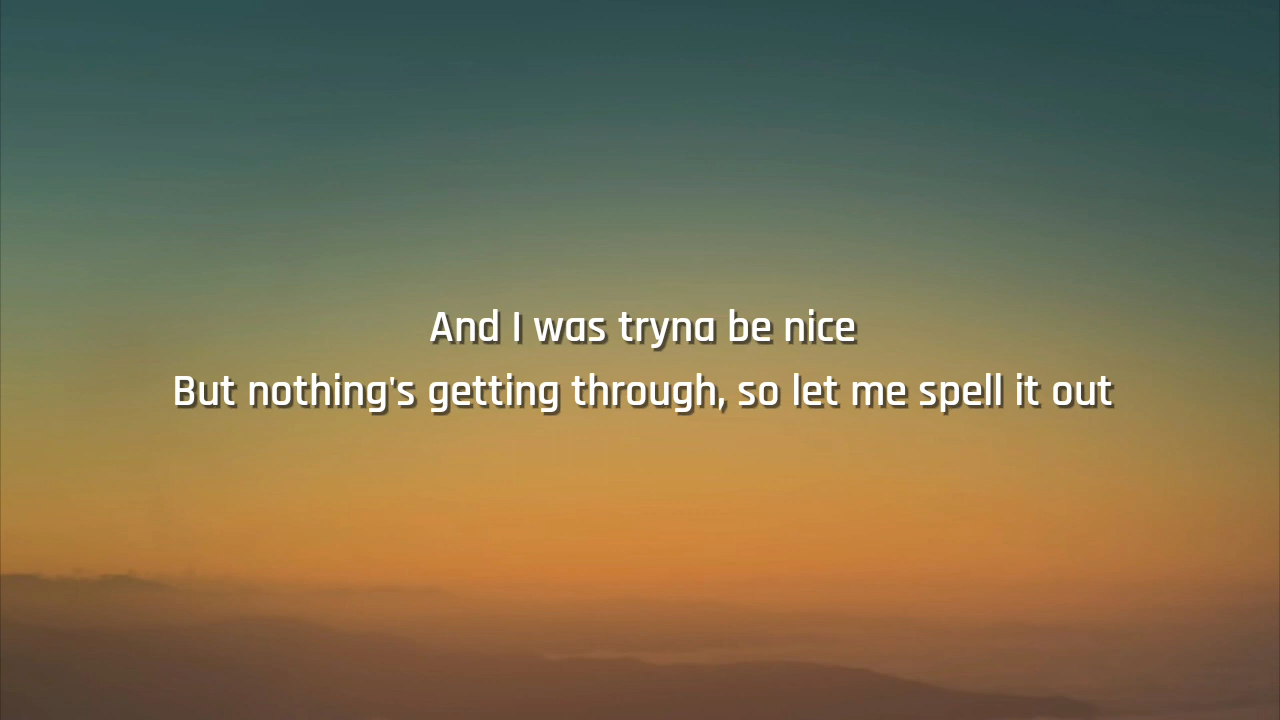 And I was tryna be nice
But nothing's getting through, so let me spell it out